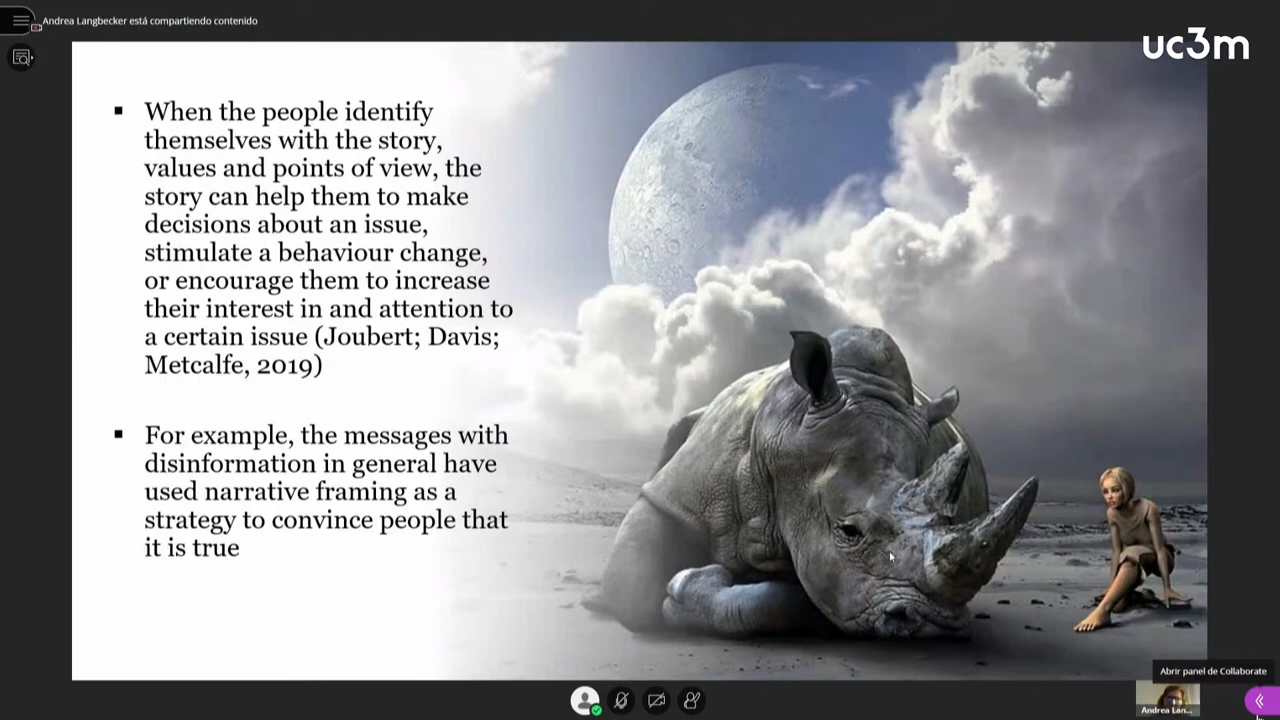 Andrea Langbecker está compartiendo contenido
uc3m
▪ When the people identify
themselves with the story,
values and points of view, the
story can help them to make
decisions about an issue,
stimulate a behaviour change,
or encourage them to increase
their interest in and attention to
a certain issue (Joubert; Davis;
Metcalfe, 2019)
▪ For example, the messages with
disinformation in general have
used narrative framing as a
strategy to convince people that
it is true
Abrir panel de Collaborate
Andrea Lan...